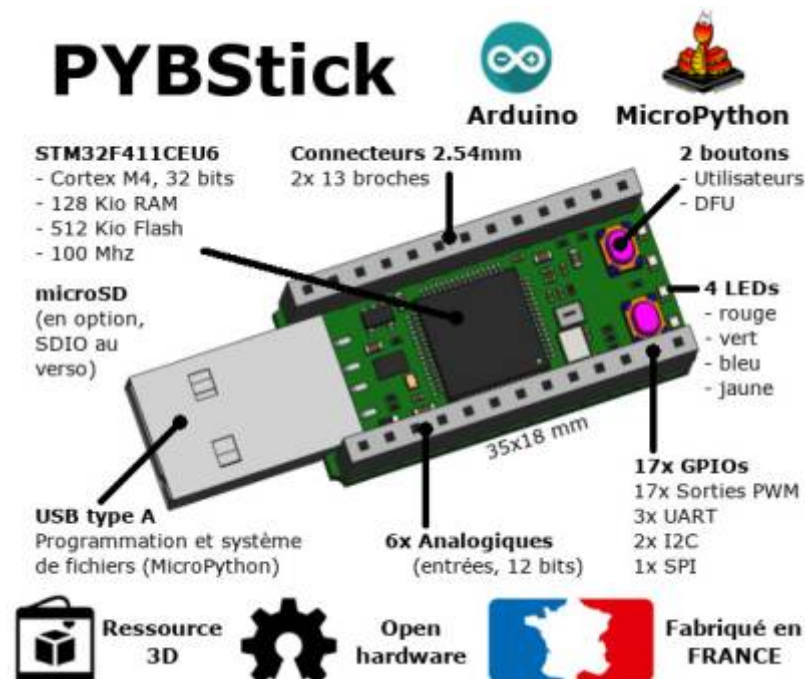 PYBStick
Arduino
MicroPython
STM32F411CEU6
- Cortex M4, 32 bits
- 128 Kio RAM
- 512 Kio Flash
- 100 Mhz
Connecteurs 2.54mm
2x 13 broches
2 boutons
- Utilisateurs
- DFU
microSD
(en option,
SDIO au
verso)
4 LEDs
- rouge
- vert
- bleu
- jaune
35x18 mm
USB type A
Programmation et système
de fichiers (MicroPython)
6x Analogiques
(entrées, 12 bits)
17x GPIOs
17x Sorties PWM
3x UART
2x I2C
1x SPI
Ressource
3D
Open
hardware
Fabriqué en
FRANCE